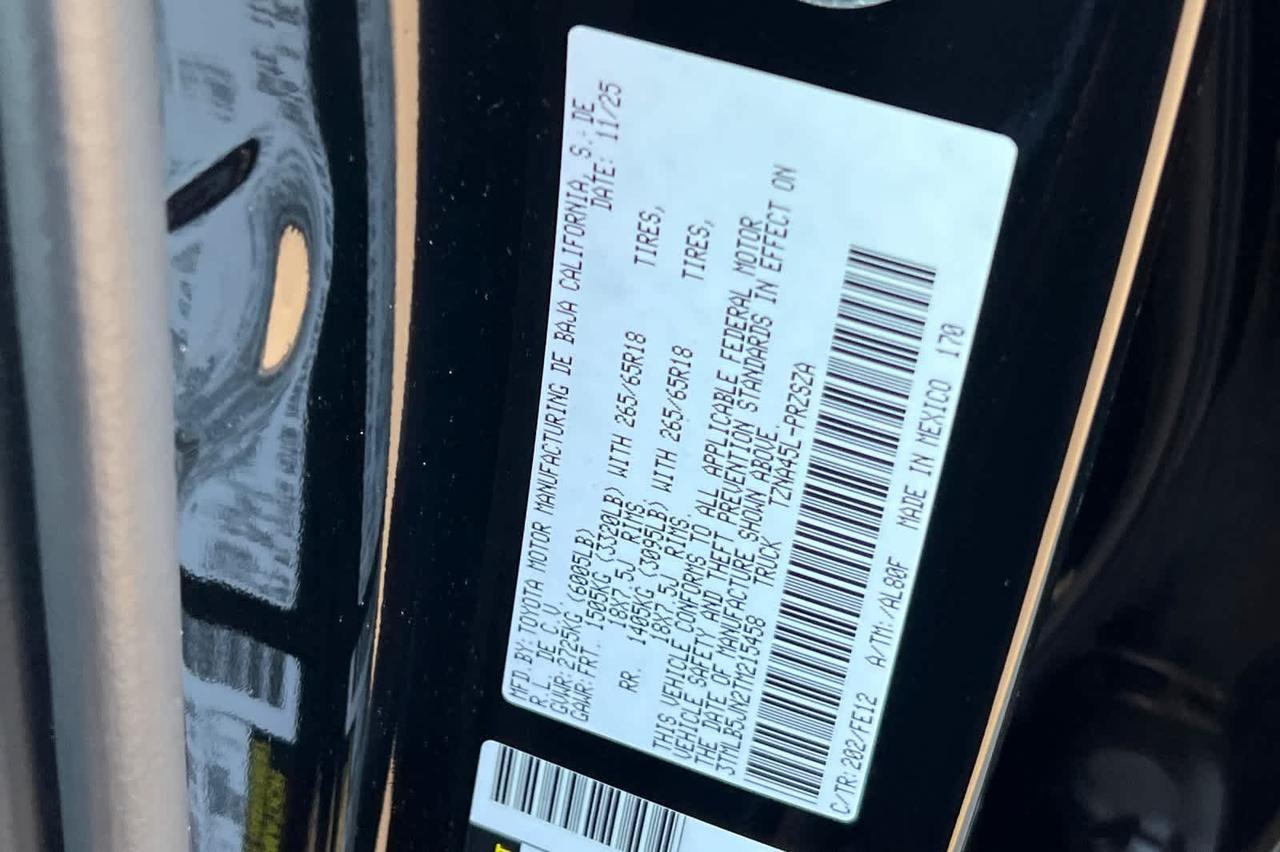 MFD.BY: TOYOTA MOTOR MANUFACTURING DE BAJA CALIFORNIA, S. DE
R.L. DE C.V. DATE: 11/25
GVWR:2725KG (6005LB)
GAWR:FRT. 1505KG (3320LB) WITH 265/65R18 TIRES,
18X7.5J RIMS
RR. 1405KG (3095LB) WITH 265/65R18 TIRES,
18X7.5J RIMS
THIS VEHICLE CONFORMS TO ALL APPLICABLE FEDERAL MOTOR
VEHICLE SAFETY AND THEFT PREVENTION STANDARDS IN EFFECT ON
THE DATE OF MANUFACTURE SHOWN ABOVE.
3TMLB5JN2TM215458 TRUCK TZNA45L-PRZSZA
C/TR:202/FE12 A/TM:/AL80F MADE IN MEXICO 170